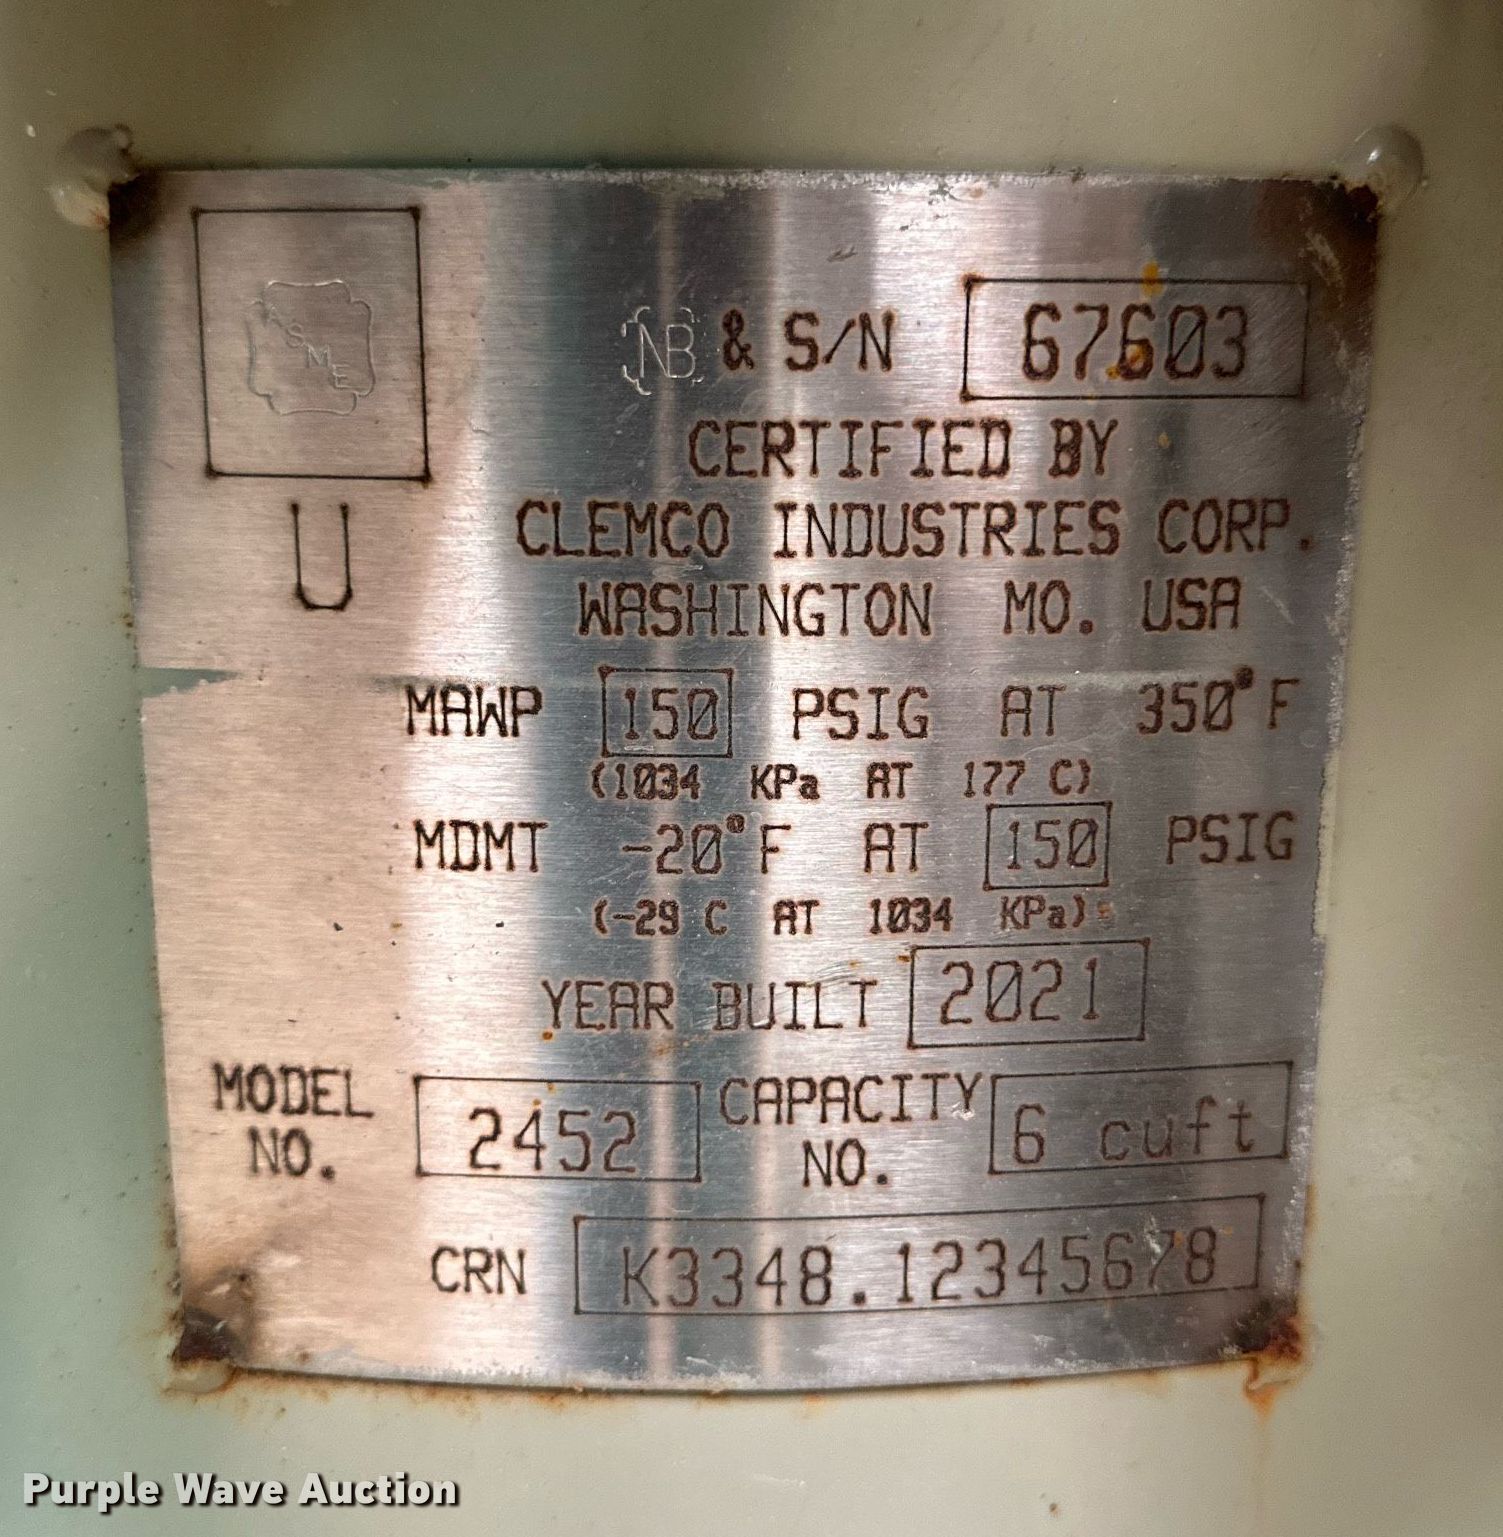 ASME
U
NB & S/N 67603
CERTIFIED BY
CLEMCO INDUSTRIES CORP.
WASHINGTON MO. USA
MAWP 150 PSIG AT 350°F
(1034 KPa AT 177 C)
MDMT -20°F AT 150 PSIG
(-29 C AT 1034 KPa)
YEAR BUILT 2021
MODEL NO. 2452 CAPACITY NO. 6 cuft
CRN K3348.12345678
Purple Wave Auction